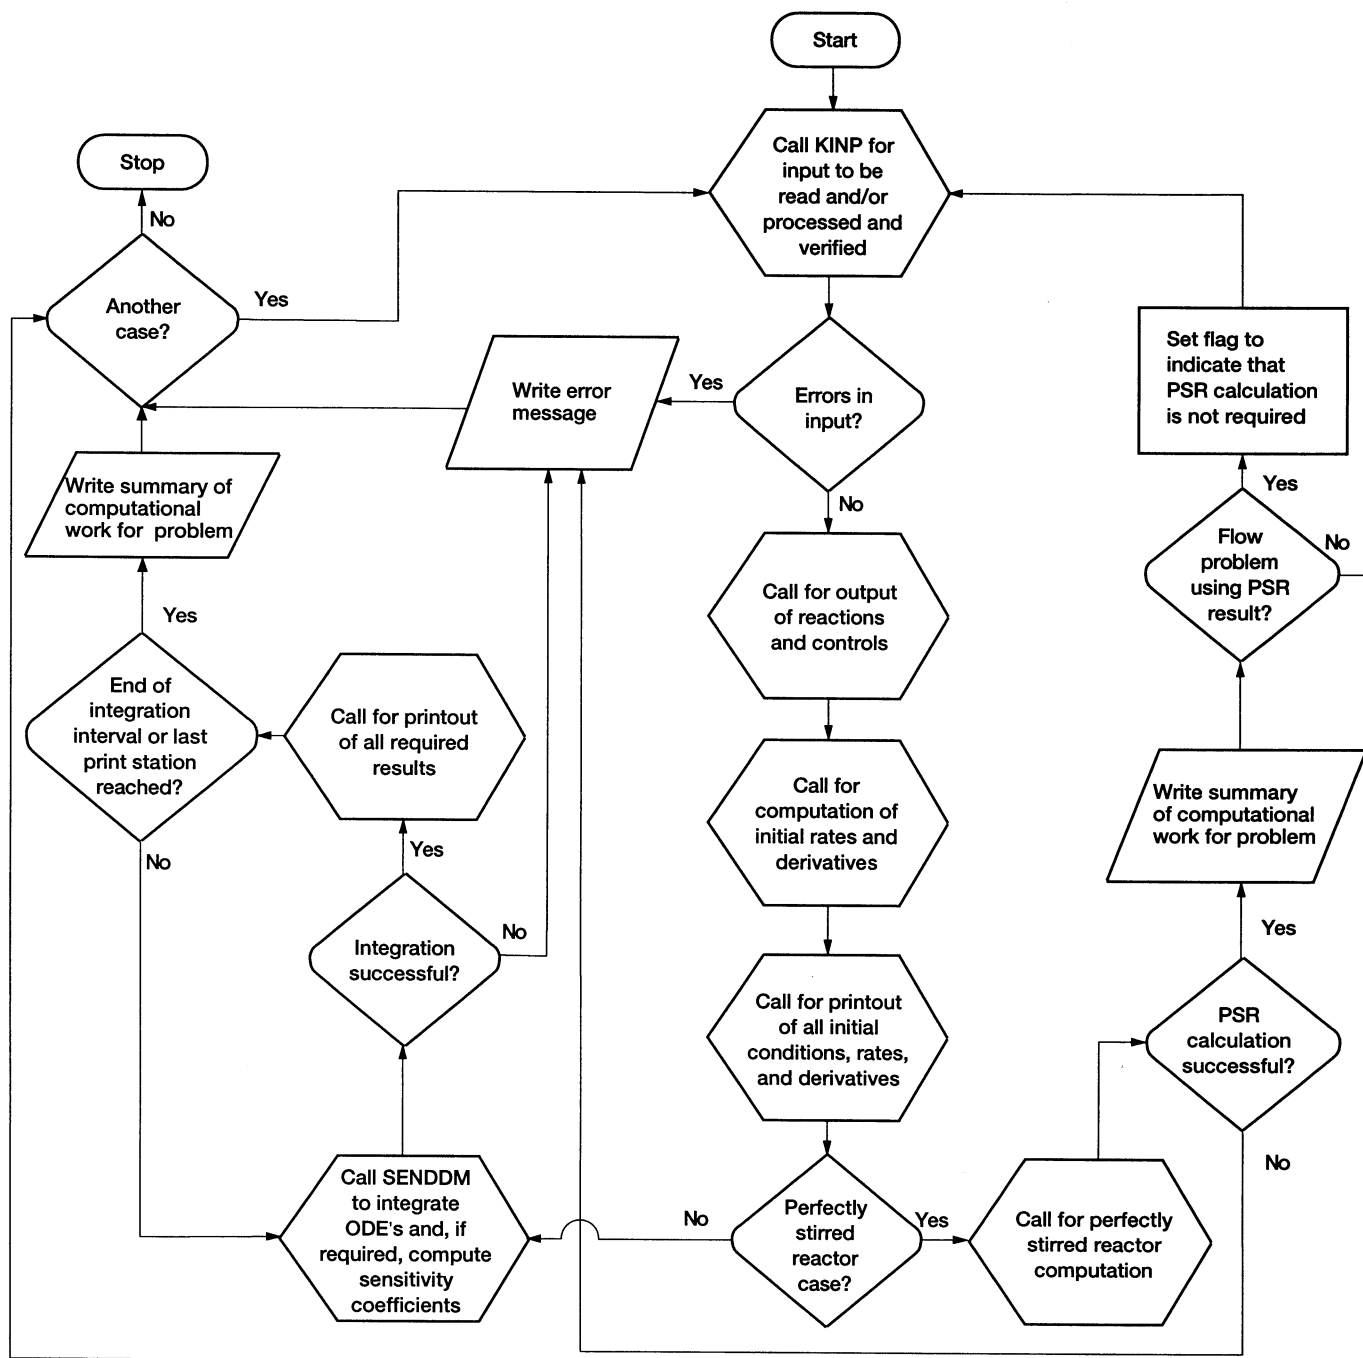 Start
Call KINP for
input to be
read and/or
processed and
verified
Stop
No
Another
case?
Yes
Write error
message
Yes
Errors in
input?
No
Set flag to
indicate that
PSR calculation
is not required
Yes
Flow
problem
using PSR
result?
No
Write summary of
computational
work for problem
Yes
End of
integration
interval or last
print station
reached?
No
Call for printout
of all required
results
Yes
Integration
successful?
No
Call for output
of reactions
and controls
Call for
computation of
initial rates and
derivatives
Call for printout
of all initial
conditions, rates,
and derivatives
Write summary
of computational
work for problem
Yes
PSR
calculation
successful?
No
Call SENDDM
to integrate
ODE's and, if
required, compute
sensitivity
coefficients
No
Perfectly
stirred
reactor
case?
Yes
Call for perfectly
stirred reactor
computation